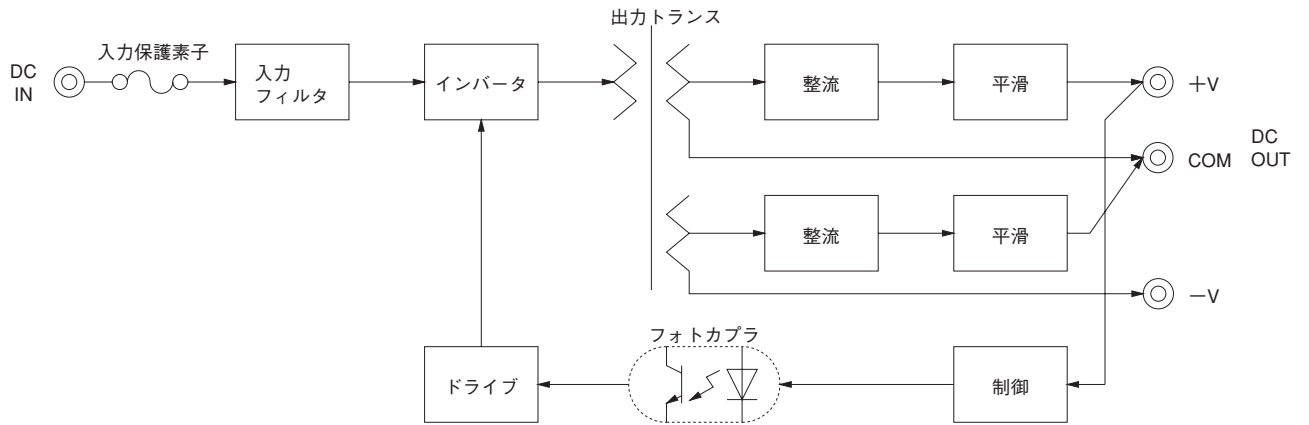 出力トランス
入力保護素子
DC
IN
入力
フィルタ
インバータ
整流
平滑
＋V
COM
DC
OUT
整流
平滑
－V
フォトカプラ
ドライブ
制御